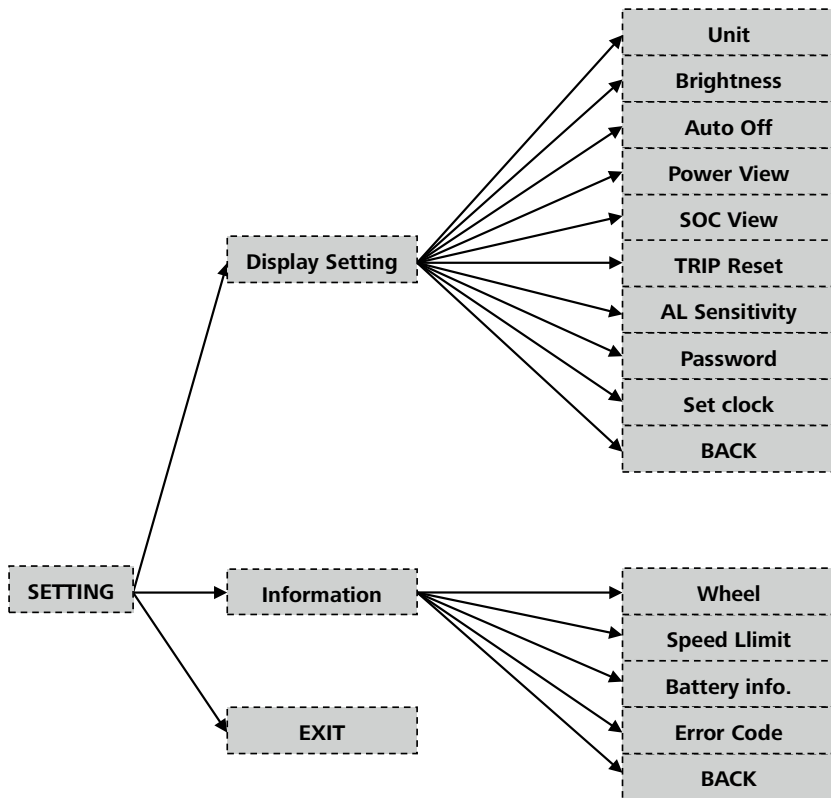 Unit
Brightness
Auto Off
Power View
SOC View
Display Setting
TRIP Reset
AL Sensitivity
Password
Set clock
BACK
SETTING
Information
Wheel
Speed Llimit
Battery info.
EXIT
Error Code
BACK